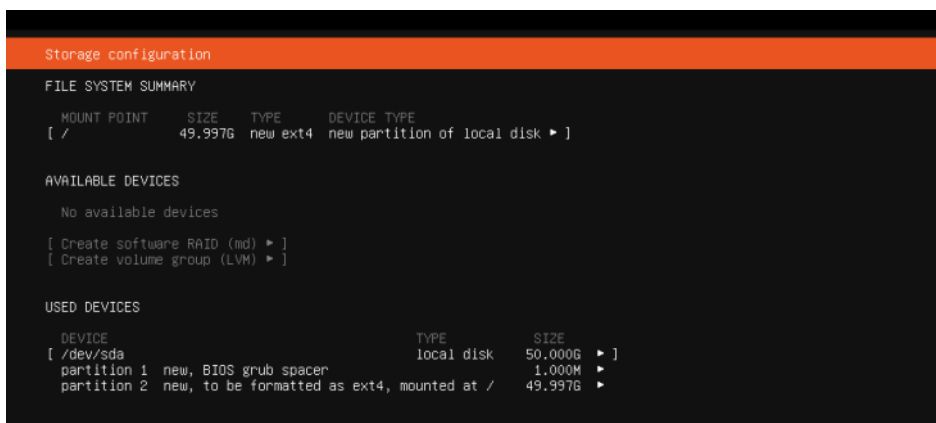 Storage configuration
FILE SYSTEM SUMMARY
MOUNT POINT SIZE TYPE DEVICE TYPE
[ / 49.997G new ext4 new partition of local disk ▸ ]
AVAILABLE DEVICES
No available devices
[ Create software RAID (md) ▸ ]
[ Create volume group (LVM) ▸ ]
USED DEVICES
DEVICE TYPE SIZE
[ /dev/sda local disk 50.000G ▸ ]
partition 1 new, BIOS grub spacer 1.000M ▸
partition 2 new, to be formatted as ext4, mounted at / 49.997G ▸